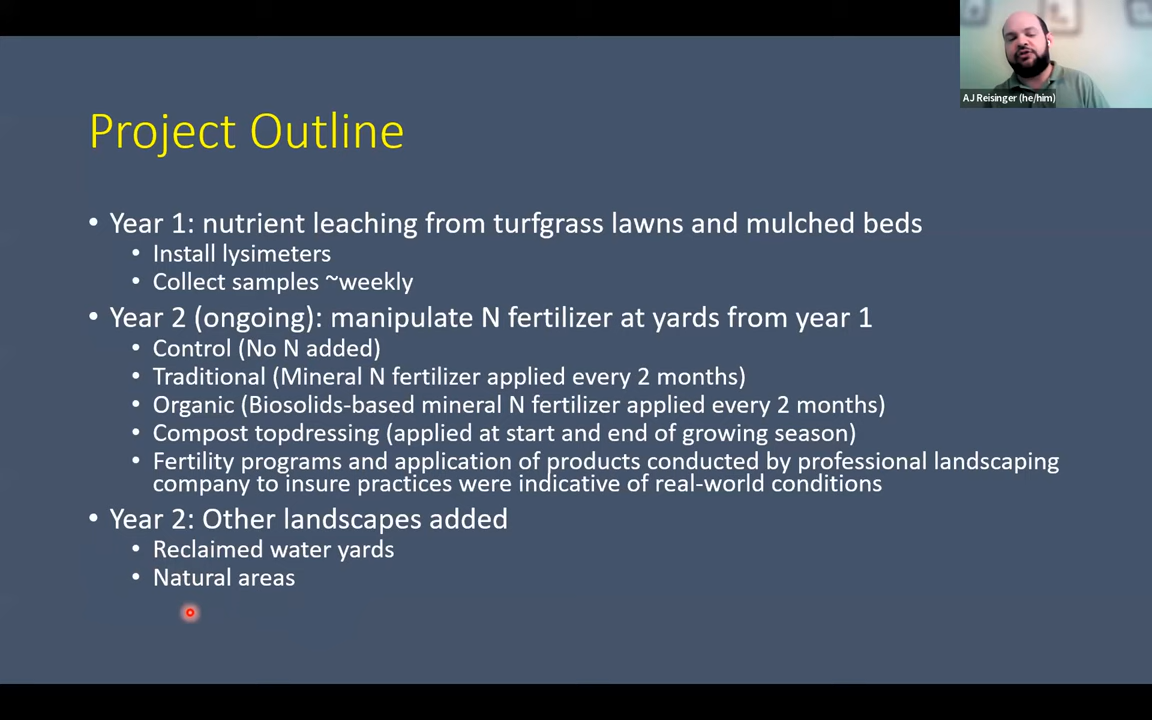 AJ Reisinger (he/him)
Project Outline
• Year 1: nutrient leaching from turfgrass lawns and mulched beds
• Install lysimeters
• Collect samples ~weekly
• Year 2 (ongoing): manipulate N fertilizer at yards from year 1
• Control (No N added)
• Traditional (Mineral N fertilizer applied every 2 months)
• Organic (Biosolids-based mineral N fertilizer applied every 2 months)
• Compost topdressing (applied at start and end of growing season)
• Fertility programs and application of products conducted by professional landscaping
company to insure practices were indicative of real-world conditions
• Year 2: Other landscapes added
• Reclaimed water yards
• Natural areas